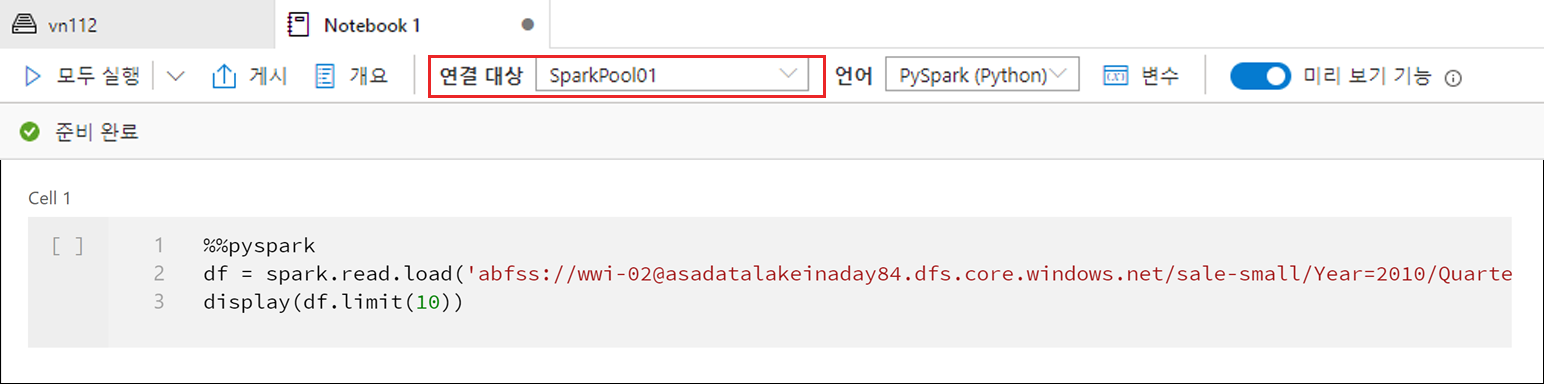 vn112 Notebook 1
모두 실행 게시 개요 연결 대상 SparkPool01 언어 PySpark (Python) 변수 미리 보기 기능
준비 완료
Cell 1
[ ] 1 %%pyspark
2 df = spark.read.load('abfss://wwi-02@asadatalakeinaday84.dfs.core.windows.net/sale-small/Year=2010/Quarte
3 display(df.limit(10))